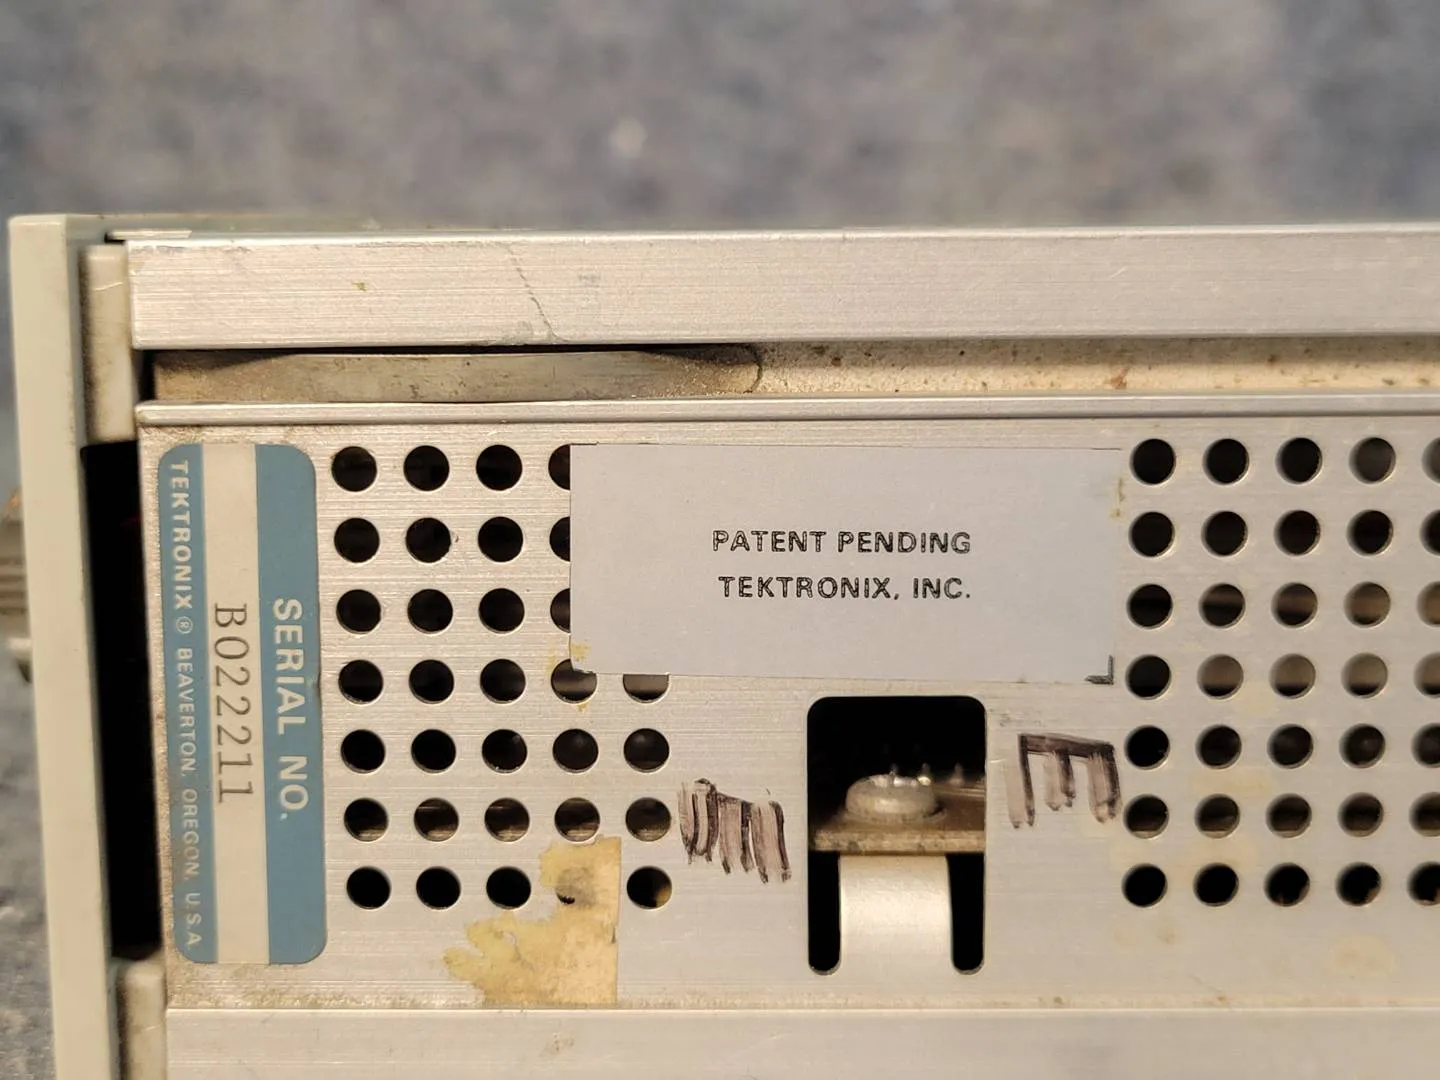 TEKTRONIX® BEAVERTON, OREGON, U.S.A.
B022211
SERIAL NO.
PATENT PENDING
TEKTRONIX, INC.